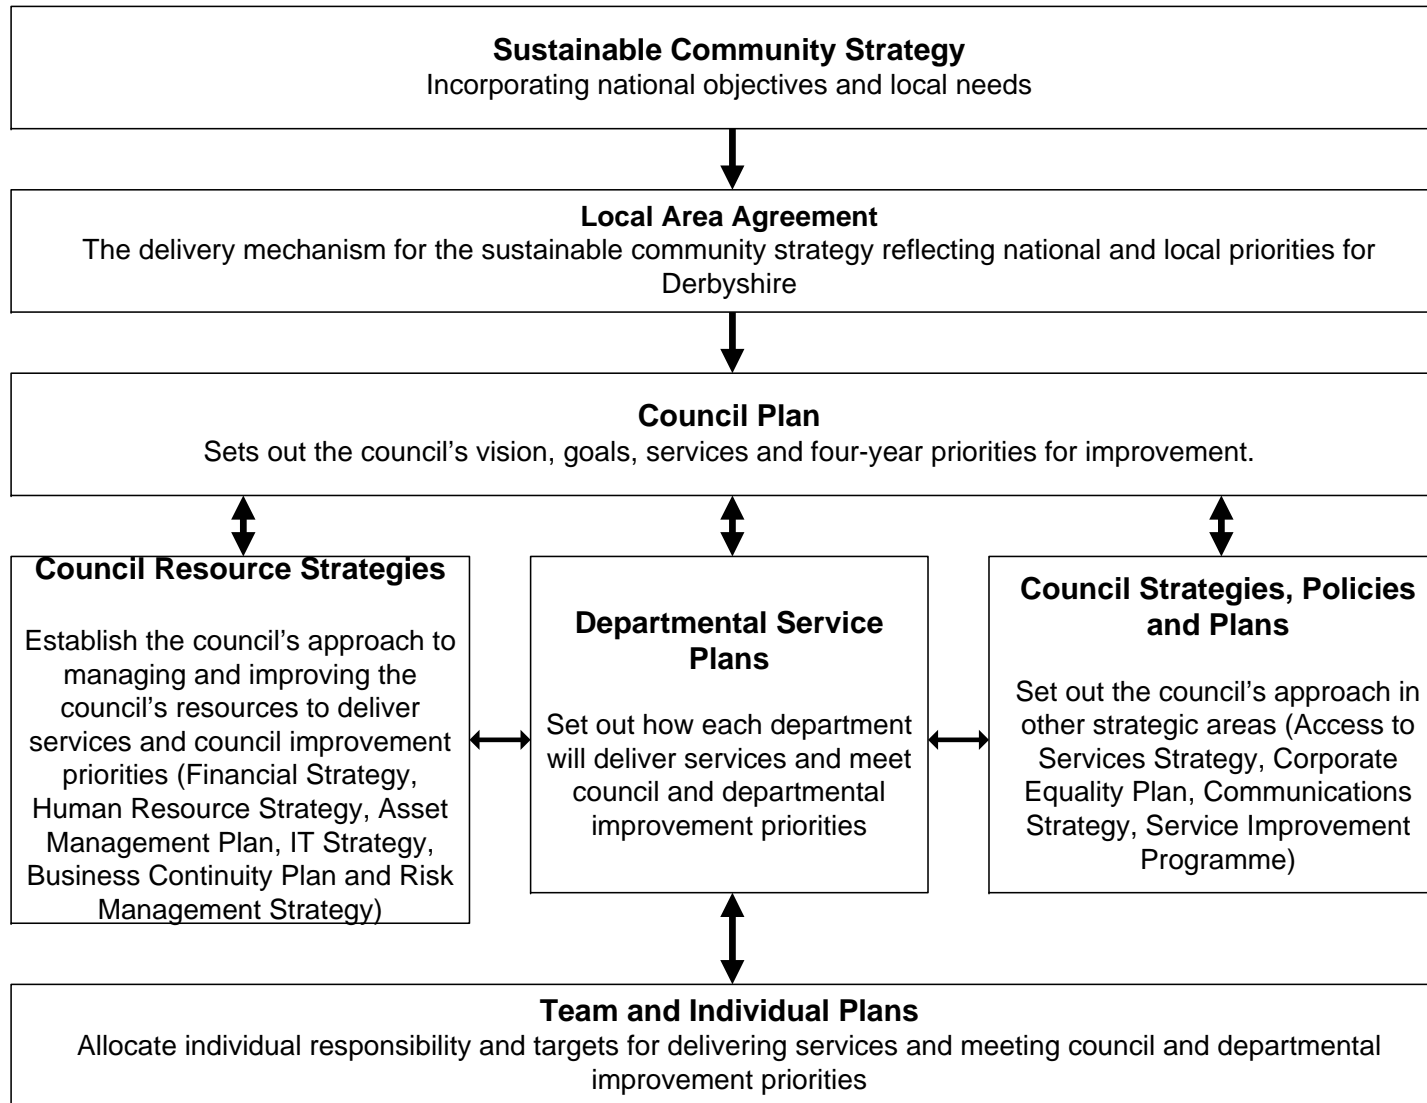 Sustainable Community Strategy
Incorporating national objectives and local needs
Local Area Agreement
The delivery mechanism for the sustainable community strategy reflecting national and local priorities for
Derbyshire
Council Plan
Sets out the council’s vision, goals, services and four-year priorities for improvement.
Council Resource Strategies
Establish the council’s approach to
managing and improving the
council’s resources to deliver
services and council improvement
priorities (Financial Strategy,
Human Resource Strategy, Asset
Management Plan, IT Strategy,
Business Continuity Plan and Risk
Management Strategy)
Departmental Service
Plans
Set out how each department
will deliver services and meet
council and departmental
improvement priorities
Council Strategies, Policies
and Plans
Set out the council’s approach in
other strategic areas (Access to
Services Strategy, Corporate
Equality Plan, Communications
Strategy, Service Improvement
Programme)
Team and Individual Plans
Allocate individual responsibility and targets for delivering services and meeting council and departmental
improvement priorities